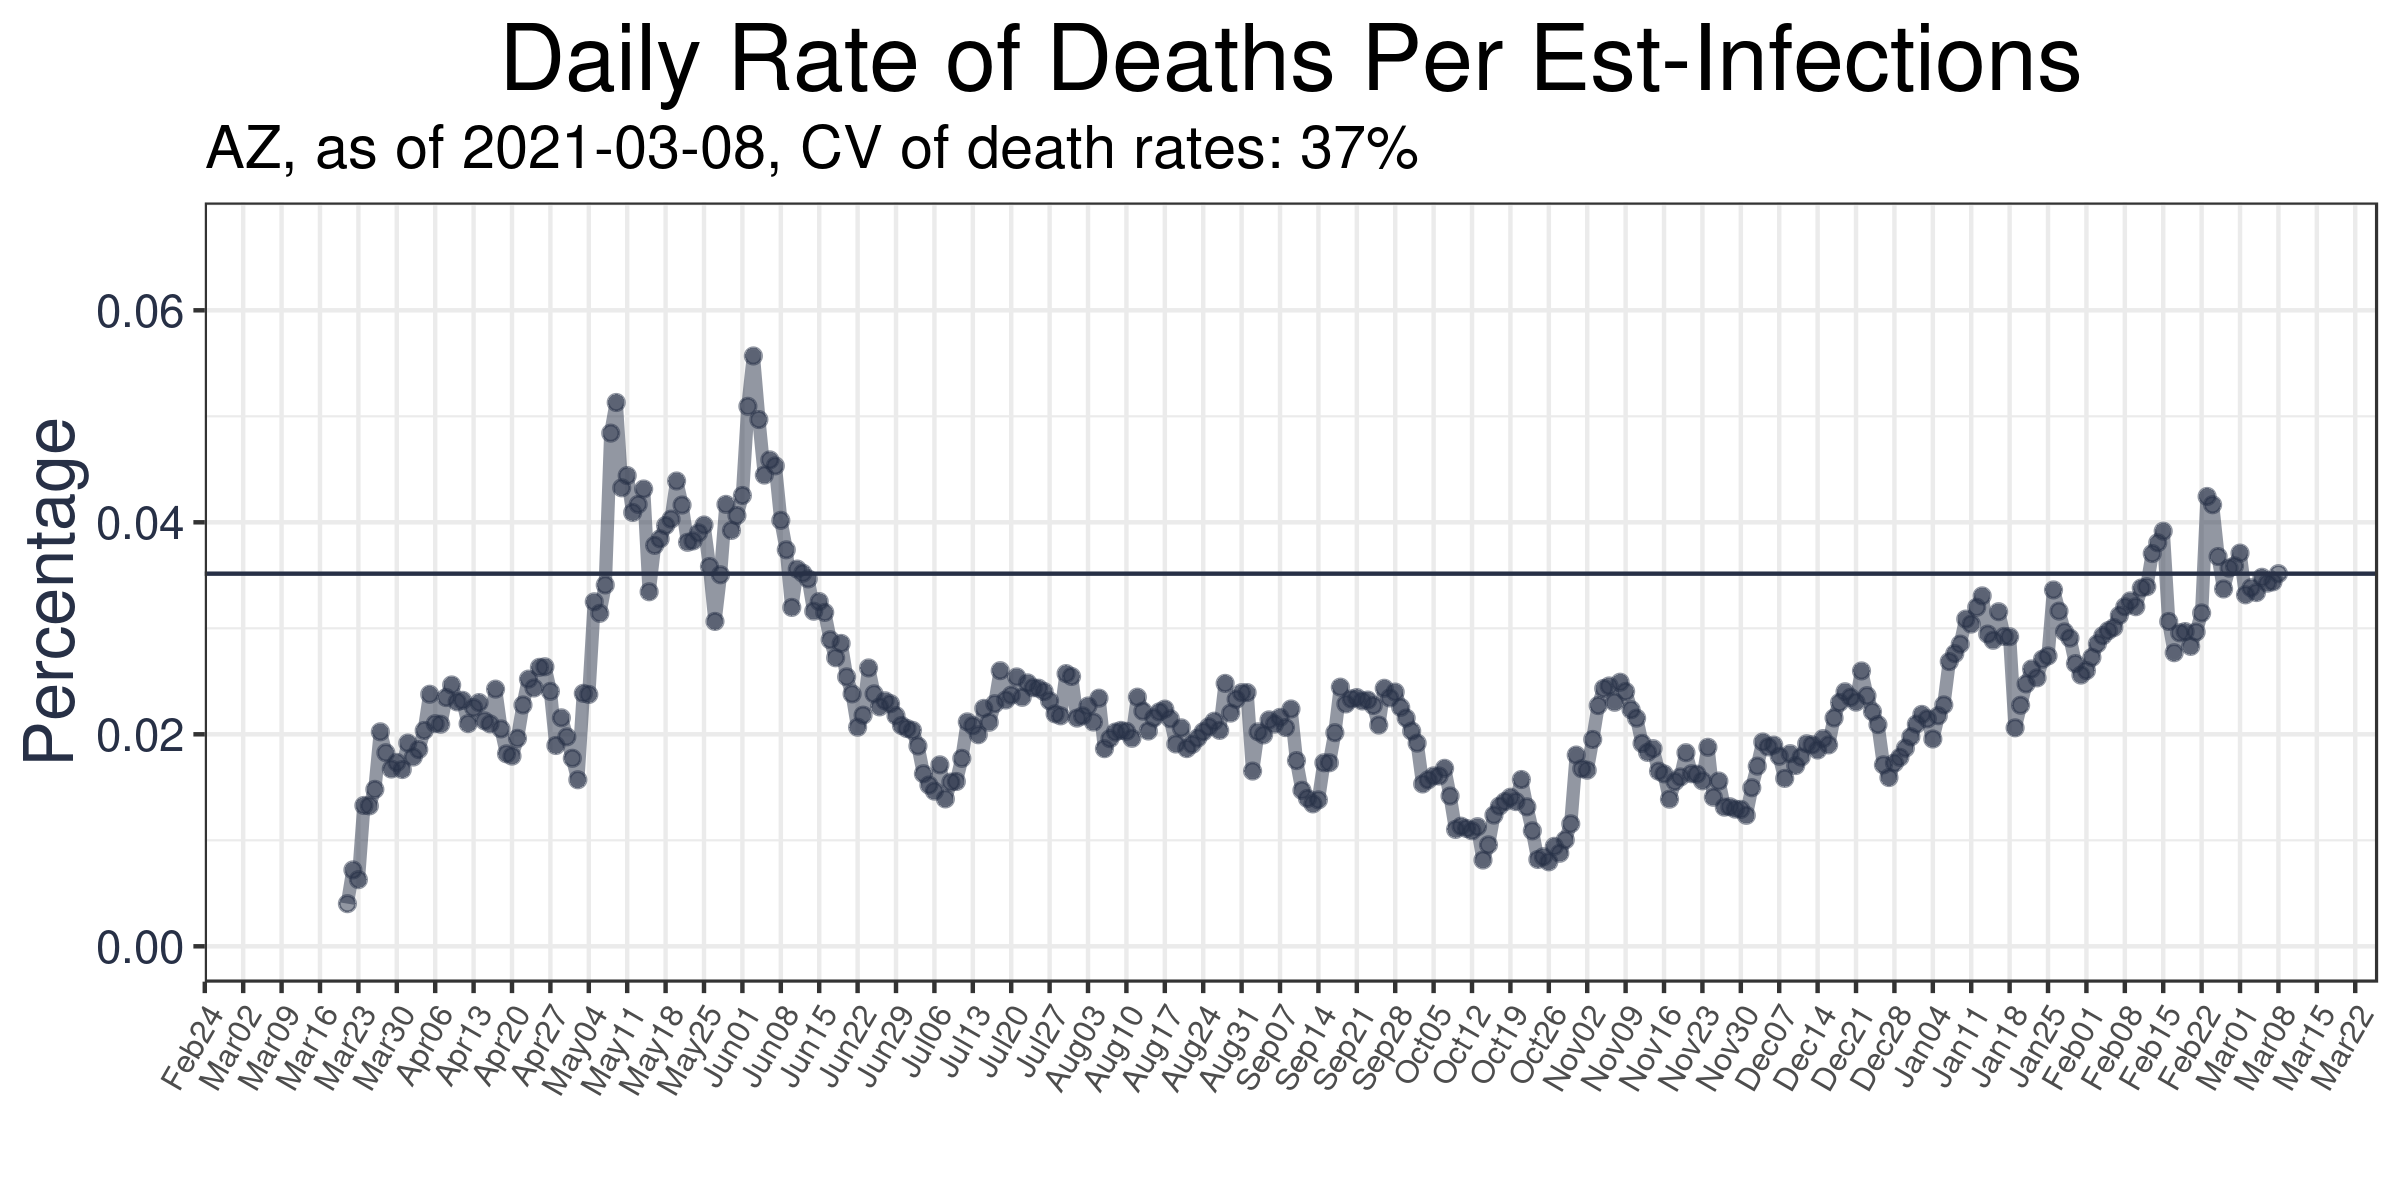 Daily Rate of Deaths Per Est-Infections
AZ, as of 2021-03-08, CV of death rates: 37%
Percentage
0.06
0.04
0.02
0.00
Feb24
Mar02
Mar09
Mar16
Mar23
Mar30
Apr06
Apr13
Apr20
Apr27
May04
May11
May18
May25
Jun01
Jun08
Jun15
Jun22
Jun29
Jul06
Jul13
Jul20
Jul27
Aug03
Aug10
Aug17
Aug24
Aug31
Sep07
Sep14
Sep21
Sep28
Oct05
Oct12
Oct19
Oct26
Nov02
Nov09
Nov16
Nov23
Nov30
Dec07
Dec14
Dec21
Dec28
Jan04
Jan11
Jan18
Jan25
Feb01
Feb08
Feb15
Feb22
Mar01
Mar08
Mar15
Mar22